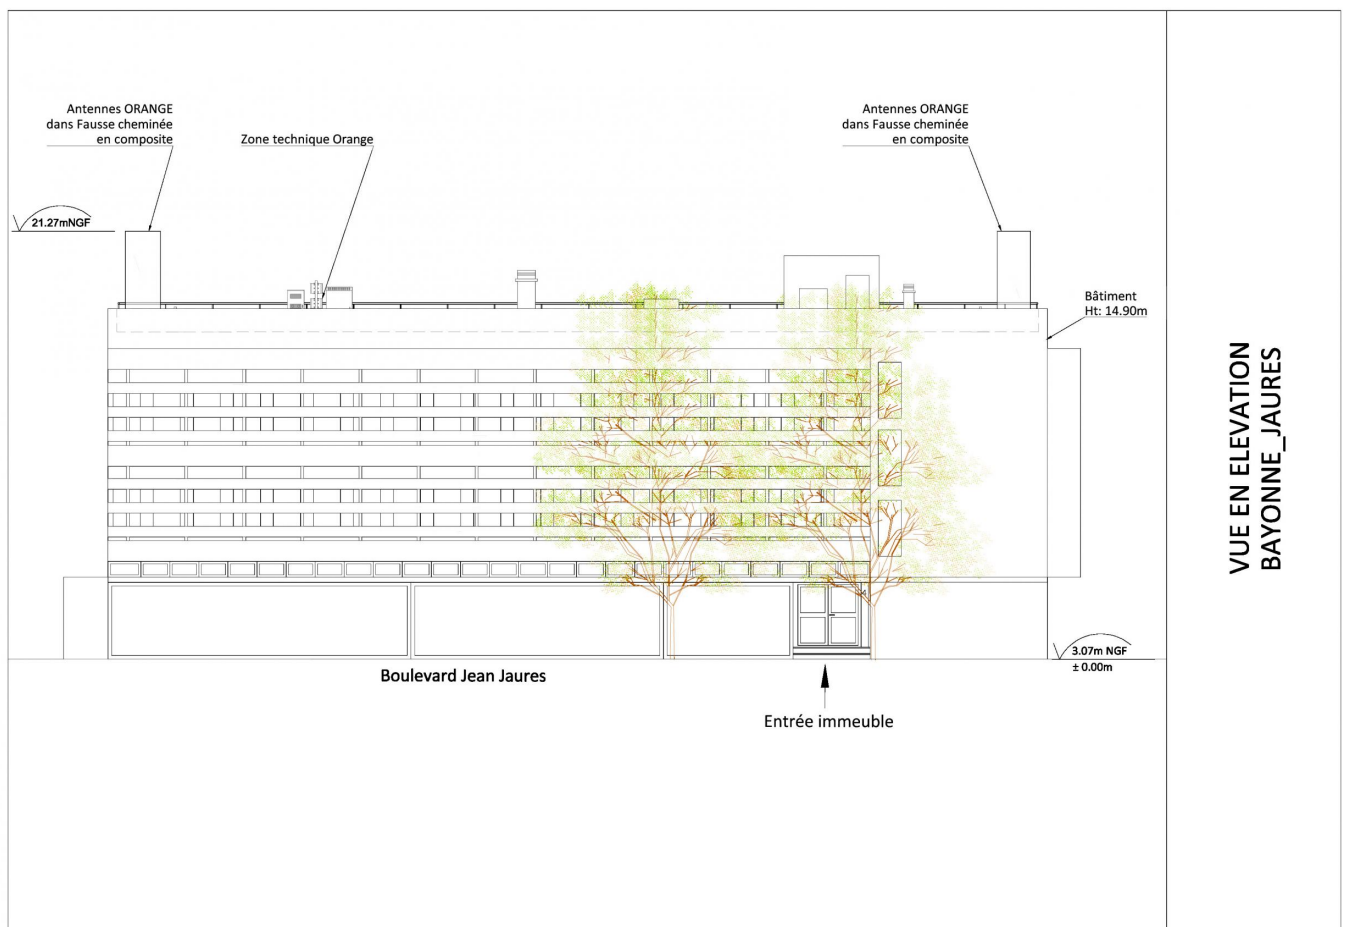 Antennes ORANGE
dans Fausse cheminée
en composite
Zone technique Orange
Antennes ORANGE
dans Fausse cheminée
en composite
21.27mNGF
Bâtiment
Ht: 14.90m
VUE EN ELEVATION
BAYONNE_JAURES
3.07m NGF
± 0.00m
Boulevard Jean Jaures
Entrée immeuble